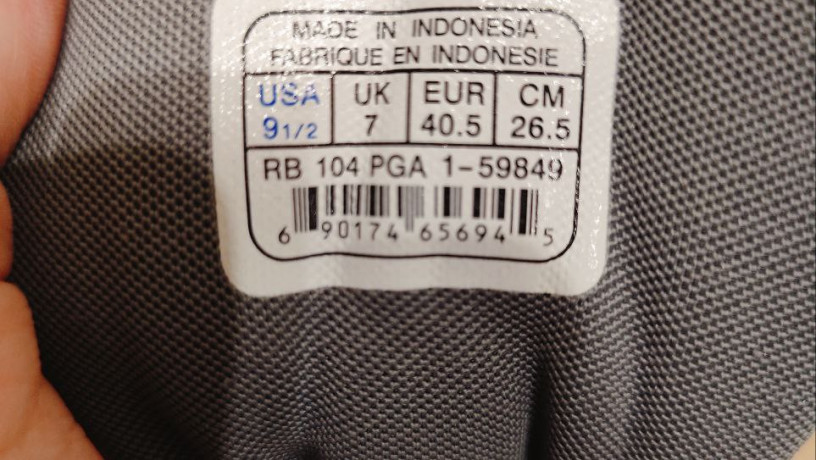 MADE IN INDONESIA
FABRIQUE EN INDONESIE
USA UK EUR CM
9 1/2 7 40.5 26.5
RB 104 PGA 1-59849
6 90174 65694 5